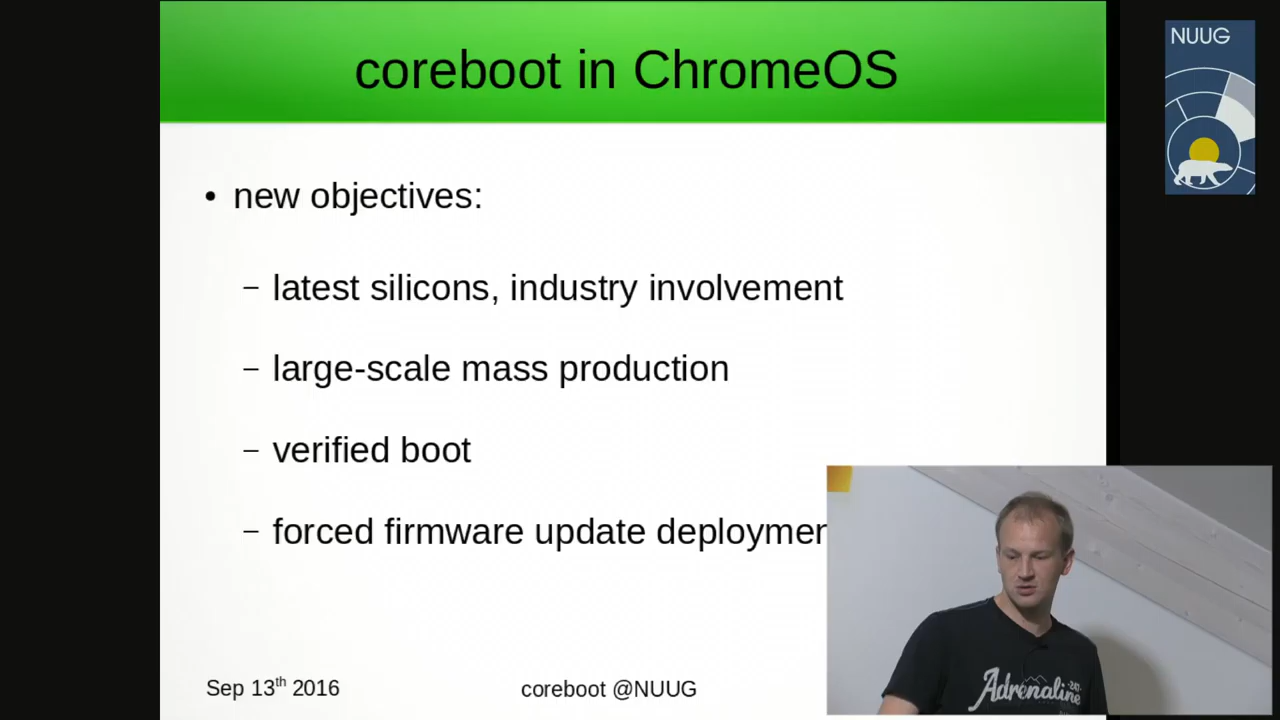 coreboot in ChromeOS
NUUG
• new objectives:
– latest silicons, industry involvement
– large-scale mass production
– verified boot
– forced firmware update deploymen
Adrenaline
Sep 13th 2016
coreboot @NUUG